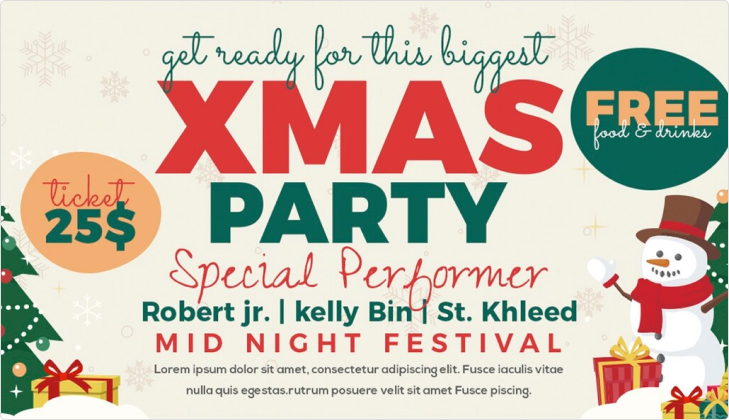 get ready for this biggest
XMAS
PARTY
FREE
food & drinks
ticket
25$
Special Performer
Robert jr. | kelly Bin | St. Khleed
MID NIGHT FESTIVAL
Lorem ipsum dolor sit amet, consectetur adipiscing elit. Fusce iaculis vitae
nulla quis egestas.rutrum posuere velit sit amet Fusce piscing.